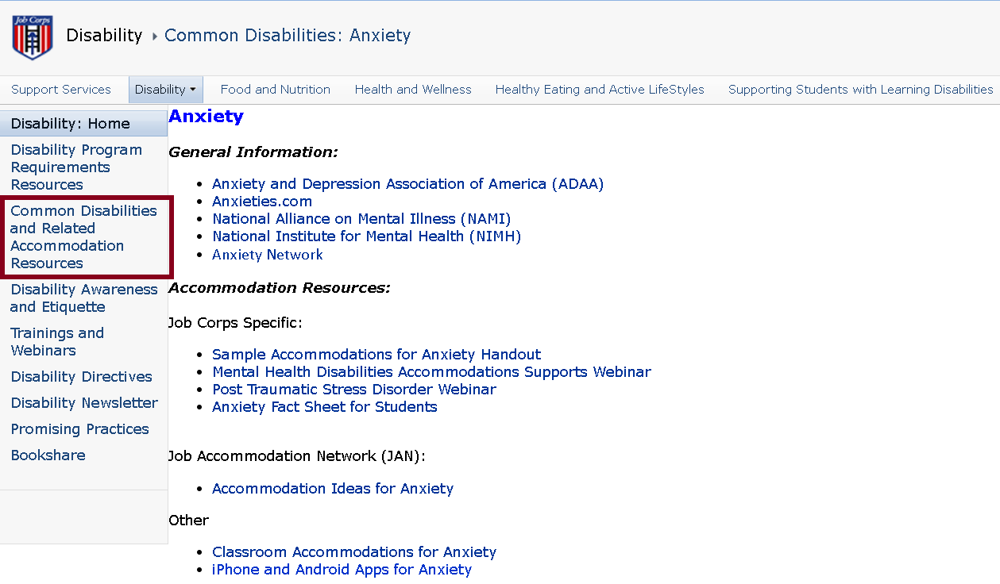 Job Corps
Disability ▸ Common Disabilities: Anxiety
Support Services Disability Food and Nutrition Health and Wellness Healthy Eating and Active LifeStyles Supporting Students with Learning Disabilities
Disability: Home
Disability Program
Requirements
Resources
Common Disabilities
and Related
Accommodation
Resources
Disability Awareness
and Etiquette
Trainings and
Webinars
Disability Directives
Disability Newsletter
Promising Practices
Bookshare
Anxiety
General Information:
• Anxiety and Depression Association of America (ADAA)
• Anxieties.com
• National Alliance on Mental Illness (NAMI)
• National Institute for Mental Health (NIMH)
• Anxiety Network
Accommodation Resources:
Job Corps Specific:
• Sample Accommodations for Anxiety Handout
• Mental Health Disabilities Accommodations Supports Webinar
• Post Traumatic Stress Disorder Webinar
• Anxiety Fact Sheet for Students
Job Accommodation Network (JAN):
• Accommodation Ideas for Anxiety
Other
• Classroom Accommodations for Anxiety
• iPhone and Android Apps for Anxiety